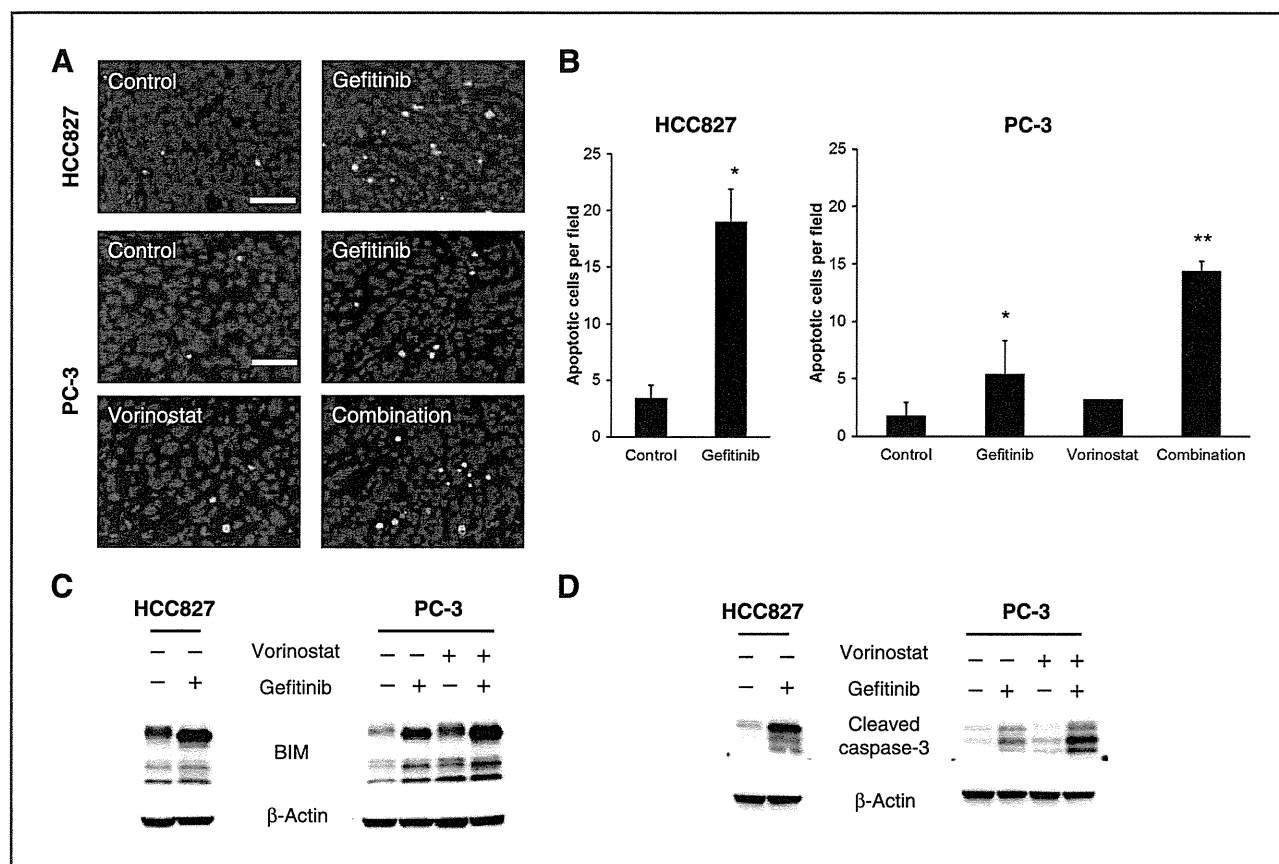 A
HCC827
Control
Gefitinib
PC-3
Control
Gefitinib
Vorinostat
Combination
B
HCC827
Apoptotic cells per field
25
20
15
10
5
0
*
Control
Gefitinib
PC-3
Apoptotic cells per field
25
20
15
10
5
0
*
**
Control
Gefitinib
Vorinostat
Combination
C
HCC827
PC-3
− − Vorinostat − − + +
− + Gefitinib − + − +
BIM
β-Actin
D
HCC827
PC-3
− − Vorinostat − − + +
− + Gefitinib − + − +
Cleaved
caspase-3
β-Actin